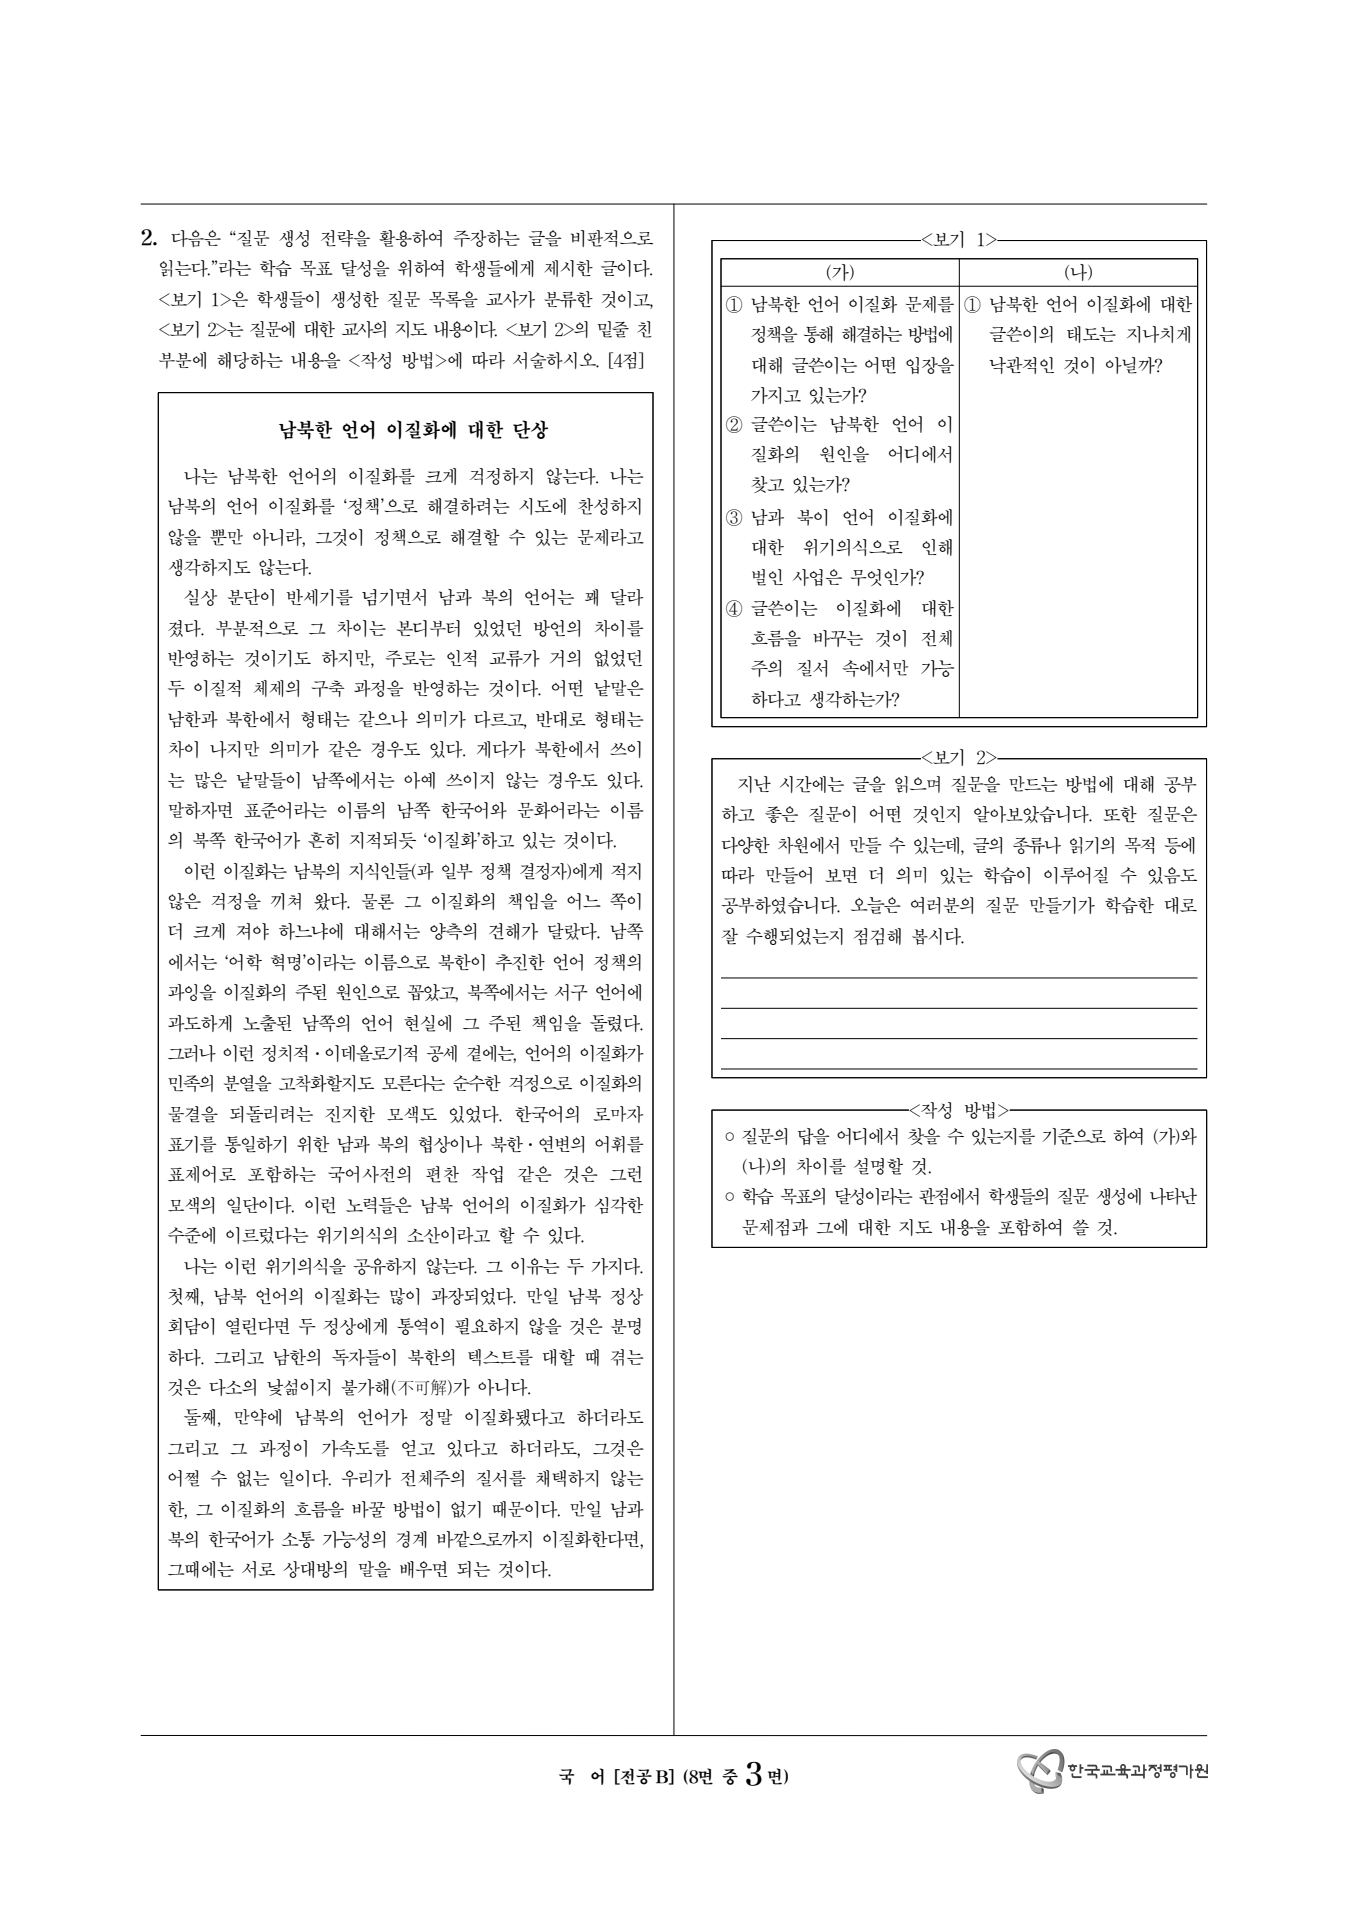 2. 다음은 “질문 생성 전략을 활용하여 주장하는 글을 비판적으로
읽는다.”라는 학습 목표 달성을 위하여 학생들에게 제시한 글이다.
<보기 1>은 학생들이 생성한 질문 목록을 교사가 분류한 것이고,
<보기 2>는 질문에 대한 교사의 지도 내용이다. <보기 2>의 밑줄 친
부분에 해당하는 내용을 <작성 방법>에 따라 서술하시오. [4점]
남북한 언어 이질화에 대한 단상
나는 남북한 언어의 이질화를 크게 걱정하지 않는다. 나는
남북의 언어 이질화를 ‘정책’으로 해결하려는 시도에 찬성하지
않을 뿐만 아니라, 그것이 정책으로 해결할 수 있는 문제라고
생각하지도 않는다.
실상 분단이 반세기를 넘기면서 남과 북의 언어는 꽤 달라
졌다. 부분적으로 그 차이는 본디부터 있었던 방언의 차이를
반영하는 것이기도 하지만, 주로는 인적 교류가 거의 없었던
두 이질적 체제의 구축 과정을 반영하는 것이다. 어떤 낱말은
남한과 북한에서 형태는 같으나 의미가 다르고, 반대로 형태는
차이 나지만 의미가 같은 경우도 있다. 게다가 북한에서 쓰이
는 많은 낱말들이 남쪽에서는 아예 쓰이지 않는 경우도 있다.
말하자면 표준어라는 이름의 남쪽 한국어와 문화어라는 이름
의 북쪽 한국어가 흔히 지적되듯 ‘이질화’하고 있는 것이다.
이런 이질화는 남북의 지식인들(과 일부 정책 결정자)에게 적지
않은 걱정을 끼쳐 왔다. 물론 그 이질화의 책임을 어느 쪽이
더 크게 져야 하느냐에 대해서는 양측의 견해가 달랐다. 남쪽
에서는 ‘어학 혁명’이라는 이름으로 북한이 추진한 언어 정책의
과잉을 이질화의 주된 원인으로 꼽았고, 북쪽에서는 서구 언어에
과도하게 노출된 남쪽의 언어 현실에 그 주된 책임을 돌렸다.
그러나 이런 정치적·이데올로기적 공세 곁에는, 언어의 이질화가
민족의 분열을 고착화할지도 모른다는 순수한 걱정으로 이질화의
물결을 되돌리려는 진지한 모색도 있었다. 한국어의 로마자
표기를 통일하기 위한 남과 북의 협상이나 북한·연변의 어휘를
표제어로 포함하는 국어사전의 편찬 작업 같은 것은 그런
모색의 일단이다. 이런 노력들은 남북 언어의 이질화가 심각한
수준에 이르렀다는 위기의식의 소산이라고 할 수 있다.
나는 이런 위기의식을 공유하지 않는다. 그 이유는 두 가지다.
첫째, 남북 언어의 이질화는 많이 과장되었다. 만일 남북 정상
회담이 열린다면 두 정상에게 통역이 필요하지 않을 것은 분명
하다. 그리고 남한의 독자들이 북한의 텍스트를 대할 때 겪는
것은 다소의 낯섦이지 불가해(不可解)가 아니다.
둘째, 만약에 남북의 언어가 정말 이질화됐다고 하더라도
그리고 그 과정이 가속도를 얻고 있다고 하더라도, 그것은
어쩔 수 없는 일이다. 우리가 전체주의 질서를 채택하지 않는
한, 그 이질화의 흐름을 바꿀 방법이 없기 때문이다. 만일 남과
북의 한국어가 소통 가능성의 경계 바깥으로까지 이질화한다면,
그때에는 서로 상대방의 말을 배우면 되는 것이다.
<보기 1>
(가)
① 남북한 언어 이질화 문제를
정책을 통해 해결하는 방법에
대해 글쓴이는 어떤 입장을
가지고 있는가?
② 글쓴이는 남북한 언어 이
질화의 원인을 어디에서
찾고 있는가?
③ 남과 북이 언어 이질화에
대한 위기의식으로 인해
벌인 사업은 무엇인가?
④ 글쓴이는 이질화에 대한
흐름을 바꾸는 것이 전체
주의 질서 속에서만 가능
하다고 생각하는가?
(나)
① 남북한 언어 이질화에 대한
글쓴이의 태도는 지나치게
낙관적인 것이 아닐까?
<보기 2>
지난 시간에는 글을 읽으며 질문을 만드는 방법에 대해 공부
하고 좋은 질문이 어떤 것인지 알아보았습니다. 또한 질문은
다양한 차원에서 만들 수 있는데, 글의 종류나 읽기의 목적 등에
따라 만들어 보면 더 의미 있는 학습이 이루어질 수 있음도
공부하였습니다. 오늘은 여러분의 질문 만들기가 학습한 대로
잘 수행되었는지 점검해 봅시다.
<작성 방법>
○ 질문의 답을 어디에서 찾을 수 있는지를 기준으로 하여 (가)와
(나)의 차이를 설명할 것.
○ 학습 목표의 달성이라는 관점에서 학생들의 질문 생성에 나타난
문제점과 그에 대한 지도 내용을 포함하여 쓸 것.
국 어 [전공 B] (8면 중 3 면)
한국교육과정평가원